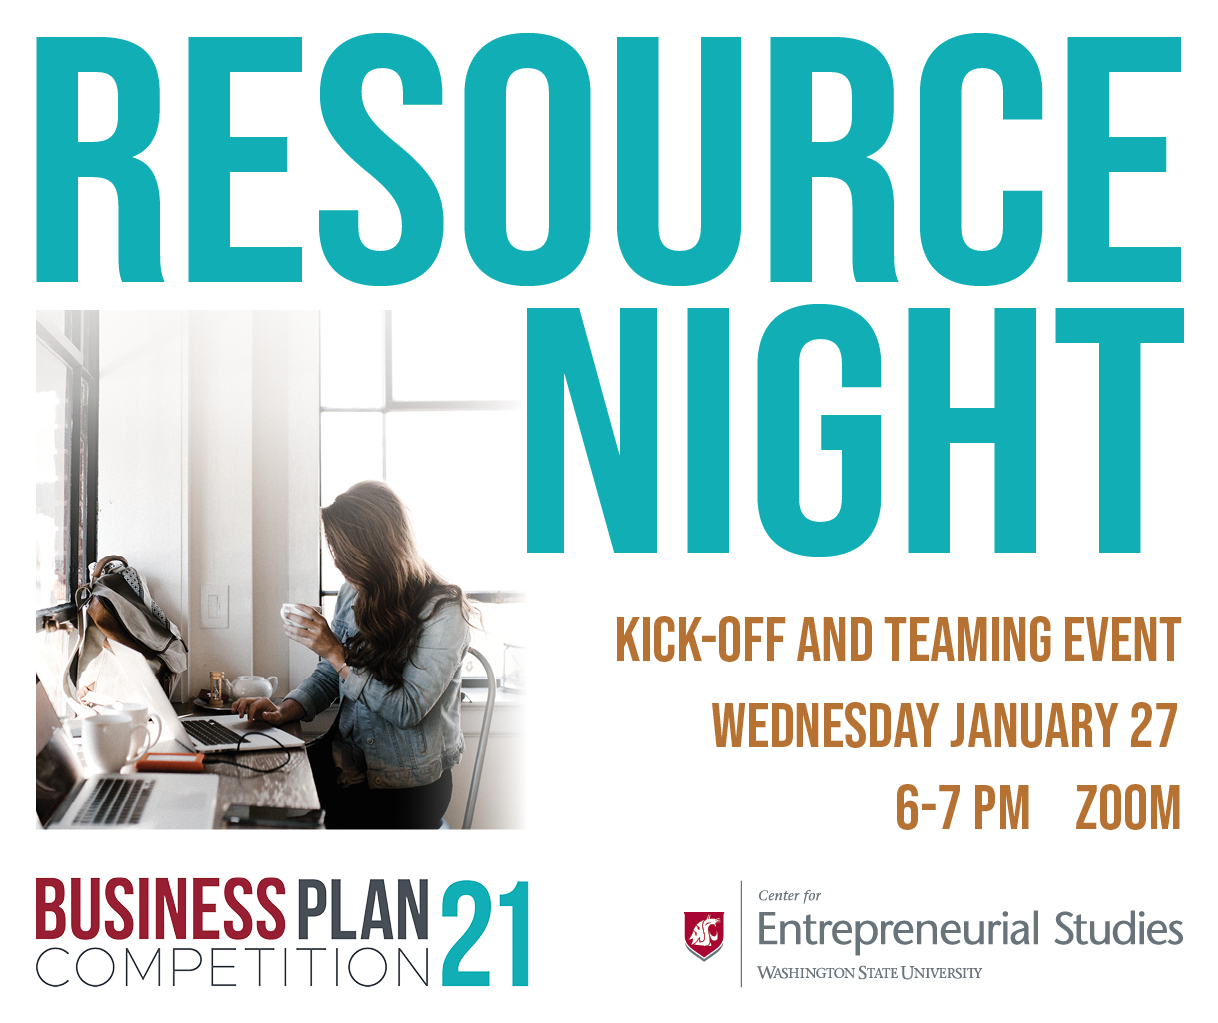 RESOURCE
NIGHT
KICK-OFF AND TEAMING EVENT
WEDNESDAY JANUARY 27
6-7 PM ZOOM
BUSINESS PLAN 21
COMPETITION
Center for
Entrepreneurial Studies
WASHINGTON STATE UNIVERSITY